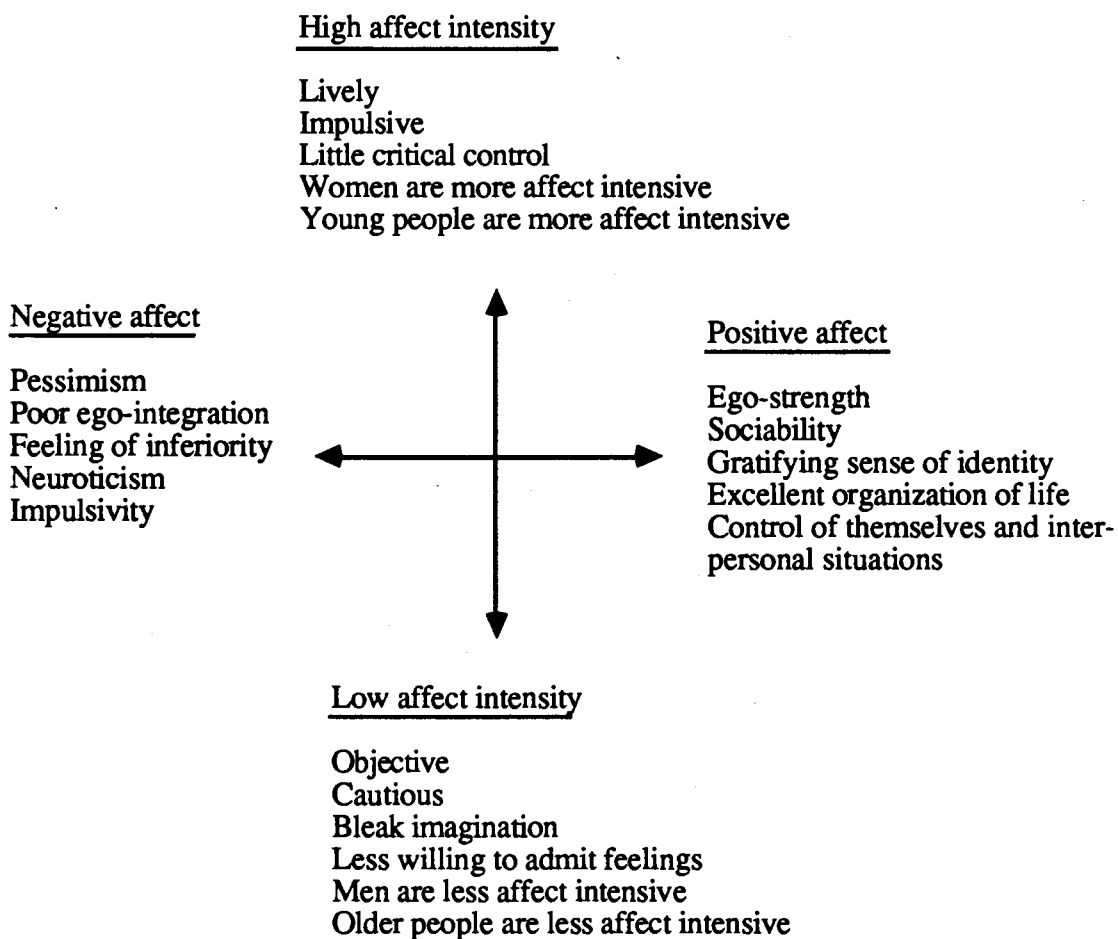 High affect intensity
Lively
Impulsive
Little critical control
Women are more affect intensive
Young people are more affect intensive
Negative affect
Pessimism
Poor ego-integration
Feeling of inferiority
Neuroticism
Impulsivity
Positive affect
Ego-strength
Sociability
Gratifying sense of identity
Excellent organization of life
Control of themselves and inter-
personal situations
Low affect intensity
Objective
Cautious
Bleak imagination
Less willing to admit feelings
Men are less affect intensive
Older people are less affect intensive